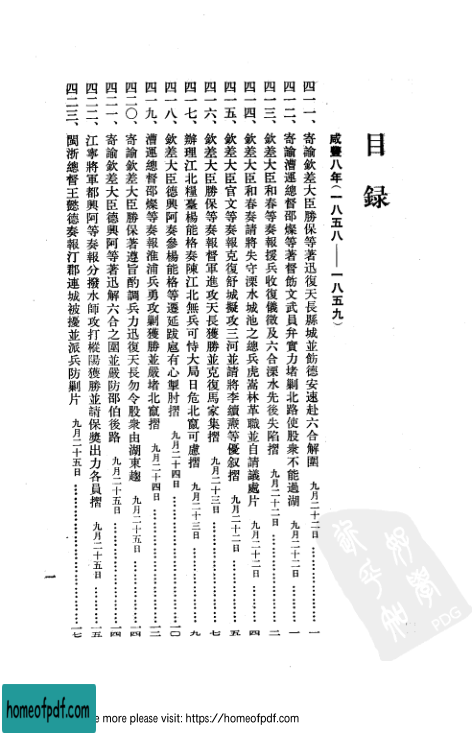 目録
咸豐八年(一八五八——一八五九)
四一一、寄諭欽差大臣勝保等著迅復天長縣城並飭德安速赴六合解圍 九月二十二日…………一
四一二、寄諭漕運總督邵燦等著督飭文武員弁實力堵剿北路使股衆不能過湖 九月二十二日…………一
四一三、欽差大臣和春等奏報援兵收復儀徵及六合溧水先後失陷摺 九月二十二日…………二
四一四、欽差大臣和春奏請將失守溧水城池之總兵虎嵩林革職並自請議處片 九月二十二日…………四
四一五、欽差大臣官文等奏報克復舒城擬攻三河並請將李續燾等優叙摺 九月二十二日…………五
四一六、欽差大臣勝保等奏報督軍進攻天長獲勝並克復馬家集摺 九月二十三日…………七
四一七、辦理江北糧臺楊能格奏陳江北無兵可恃大局日危北竄可慮摺 九月二十三日…………九
四一八、欽差大臣德興阿奏參楊能格等遷延跋扈有心掣肘摺 九月二十四日…………一〇
四一九、漕運總督邵燦等奏報淮浦兵勇攻剿獲勝並嚴堵北竄摺 九月二十四日…………一二
四二〇、寄諭欽差大臣勝保著遵旨酌調兵力迅復天長勿令股衆由湖東趨 九月二十五日…………一四
四二一、寄諭欽差大臣德興阿等著迅解六合之圍並嚴防邵伯後路 九月二十五日…………一四
四二二、江寧將軍都興阿等奏報分撥水師攻打樅陽獲勝並請保獎出力各員摺 九月二十五日…………一五
四二三、閩浙總督王懿德奏報汀郡連城被擾並派兵防剿片 九月二十五日…………一七
一
PDG
homeofpdf.com
e more please visit: https://homeofpdf.com